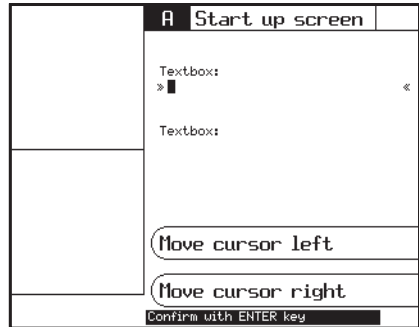 A Start up screen
Textbox:
» «
Textbox:
Move cursor left
Move cursor right
Confirm with ENTER key